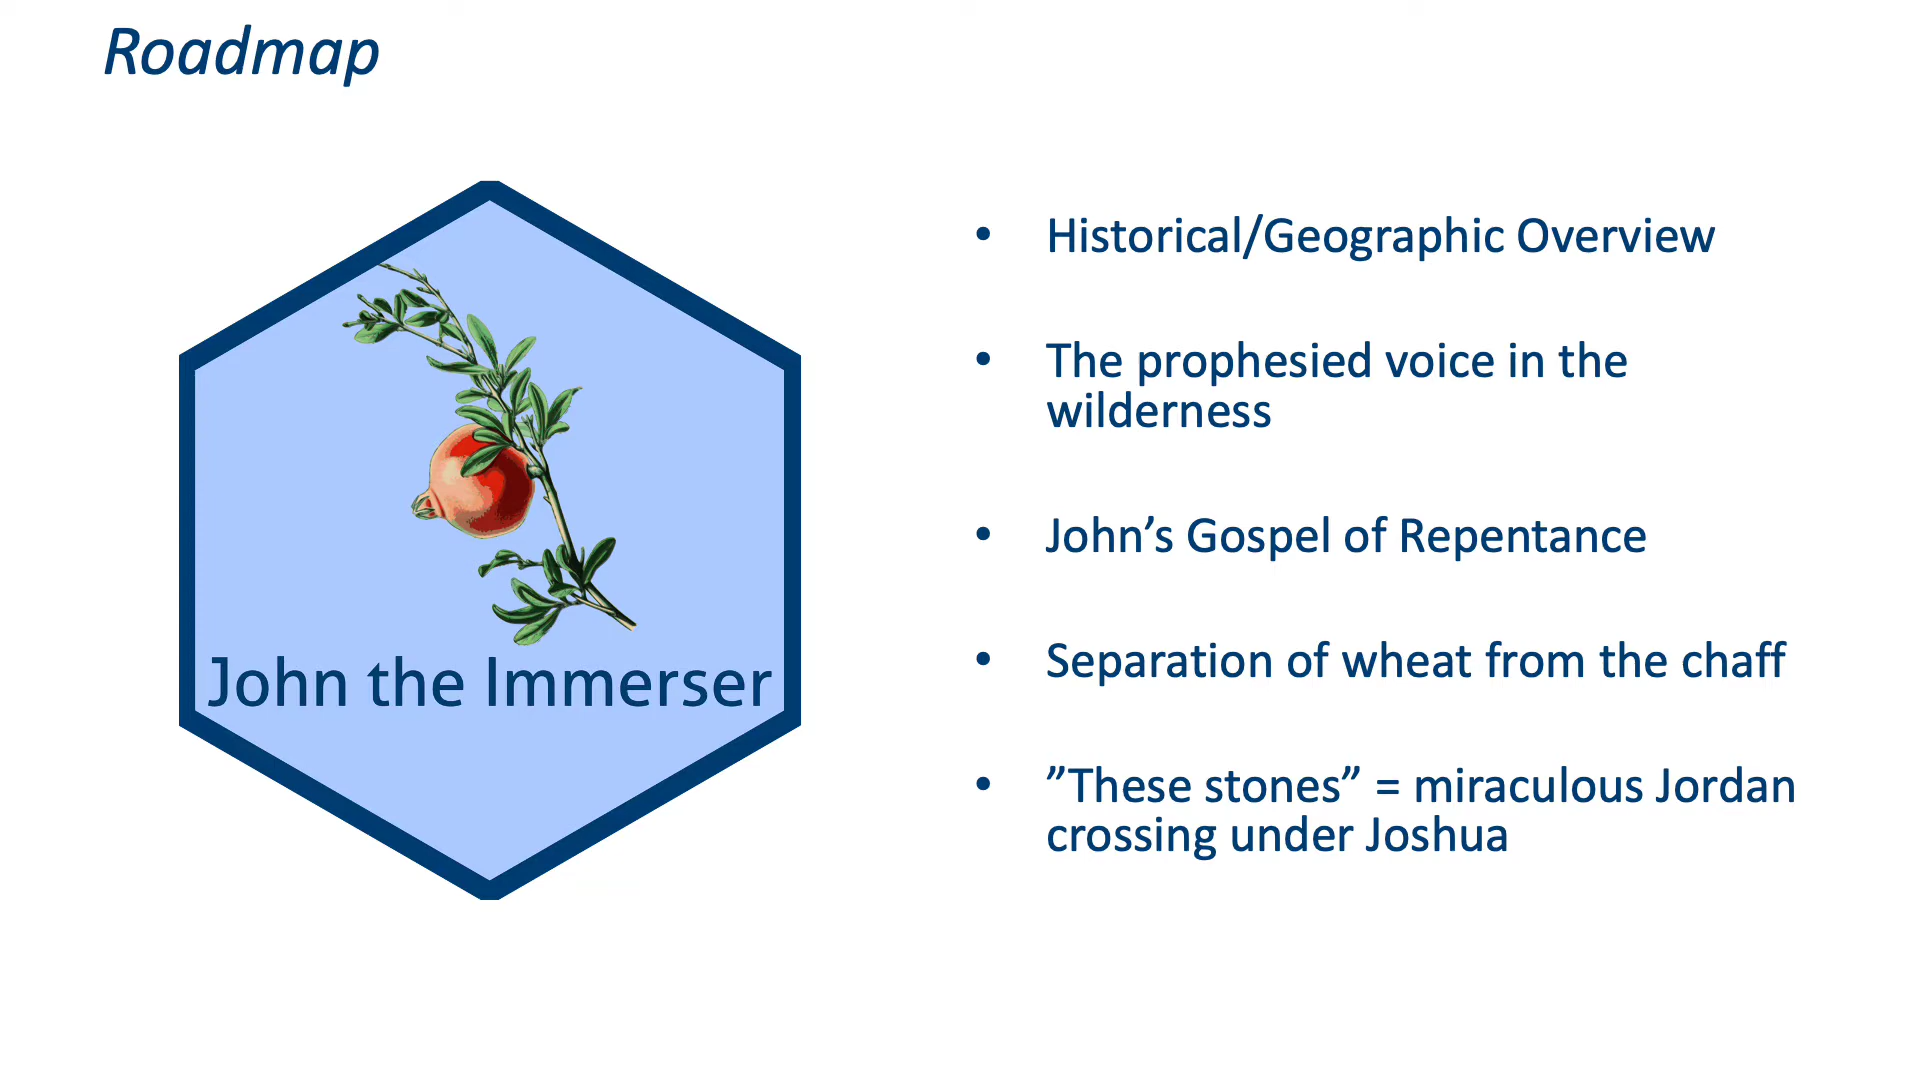 Roadmap
John the Immerser
• Historical/Geographic Overview
• The prophesied voice in the
wilderness
• John’s Gospel of Repentance
• Separation of wheat from the chaff
• ”These stones” = miraculous Jordan
crossing under Joshua